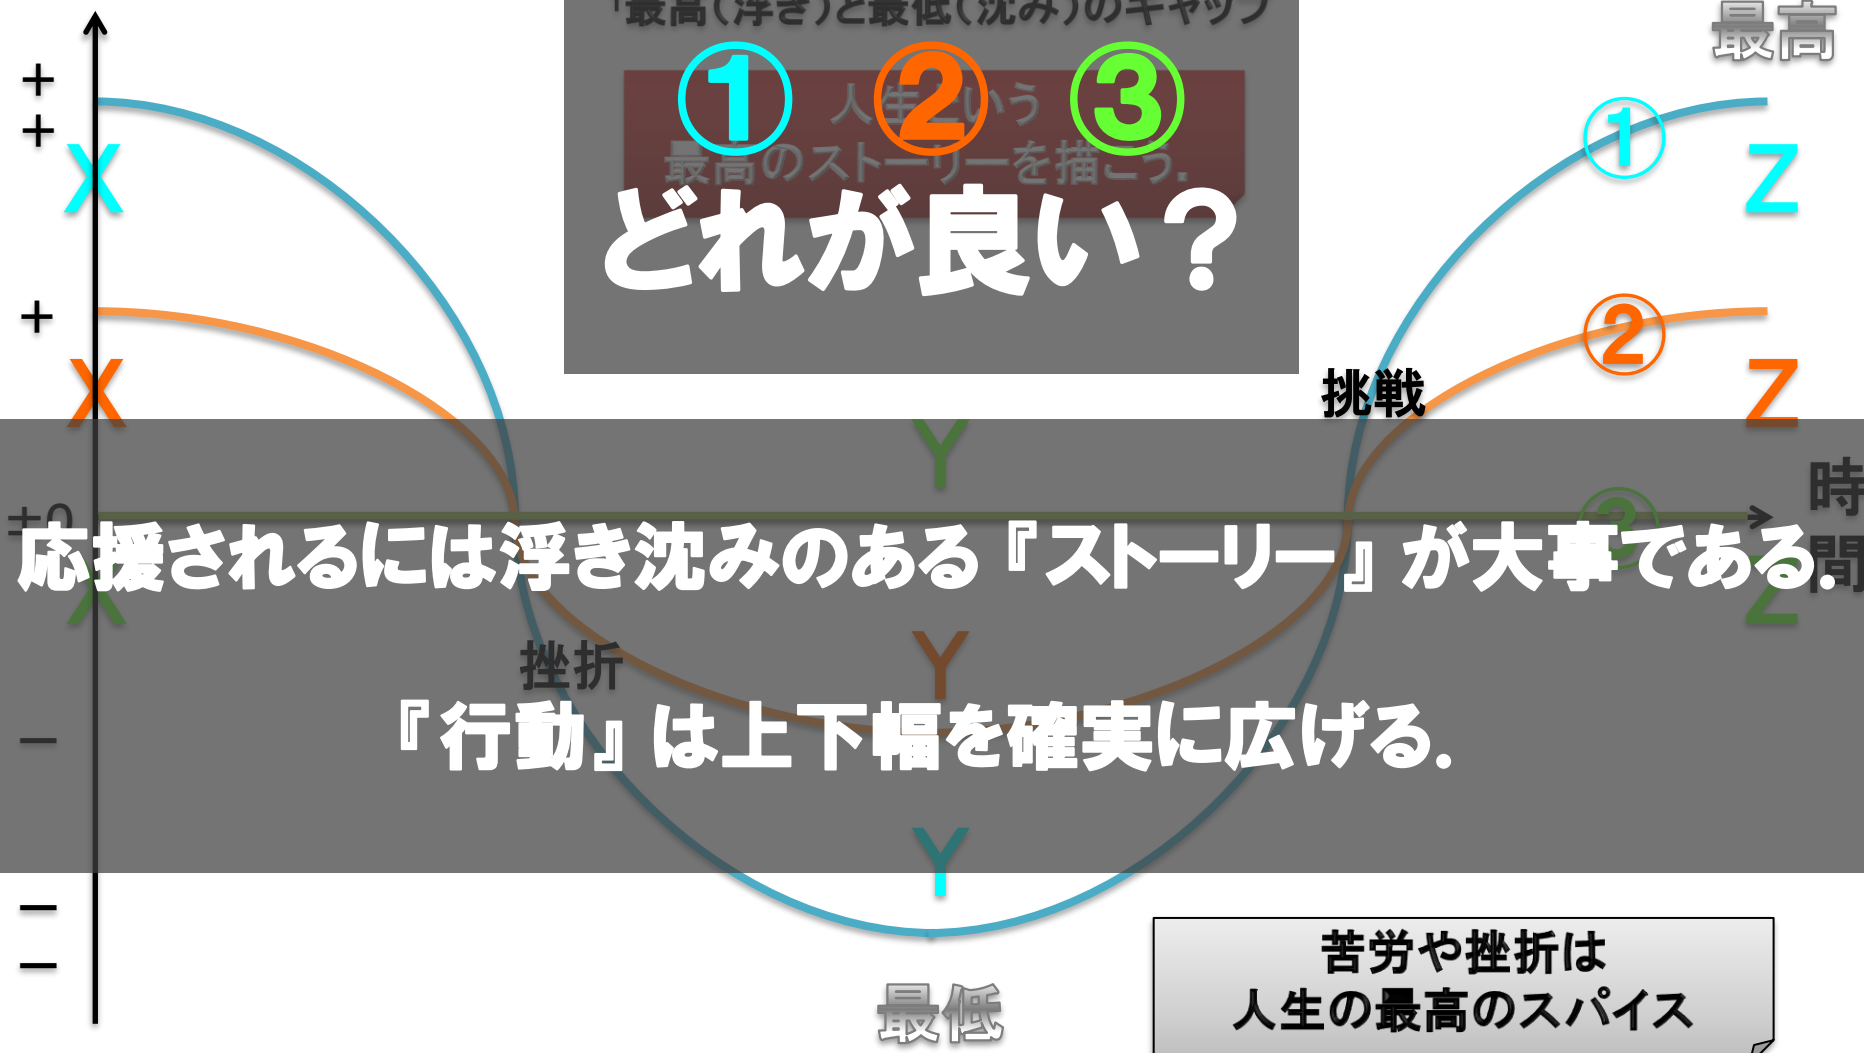 「最高（浮き）と最低（沈み）のギャップ
最高
① ② ③
人生という
最高のストーリーを描こう.
どれが良い？
+
+
X
①
Z
+
②
X
挑戦
Z
Y
時間
±0
③
応援されるには浮き沈みのある『ストーリー』が大事である.
X
Z
挫折
Y
『行動』は上下幅を確実に広げる.
－
Y
－
－
最低
苦労や挫折は
人生の最高のスパイス